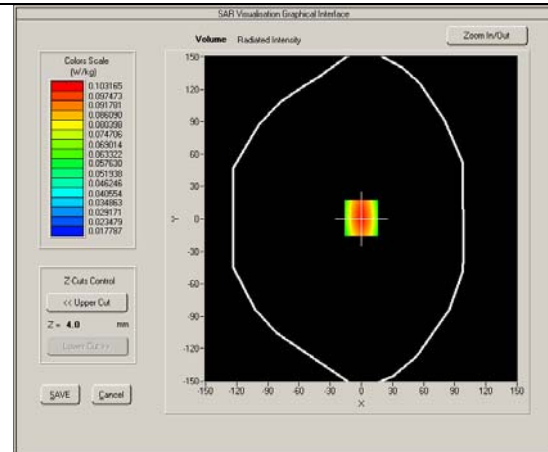 SAR Visualisation Graphical Interface
Volume Radiated Intensity
Zoom In/Out
Colors Scale
(W/kg)
0.103165
0.097473
0.091781
0.086090
0.080398
0.074706
0.069014
0.063322
0.057630
0.051938
0.046246
0.040554
0.034863
0.029171
0.023479
0.017787
Z-Cuts Control
<< Upper Cut
Z = 4.0 mm
Lower Cut >>
SAVE Cancel
150
120
90
60
30
0
-30
-60
-90
-120
-150
Y
-150 -120 -90 -60 -30 0 30 60 90 120 150
X